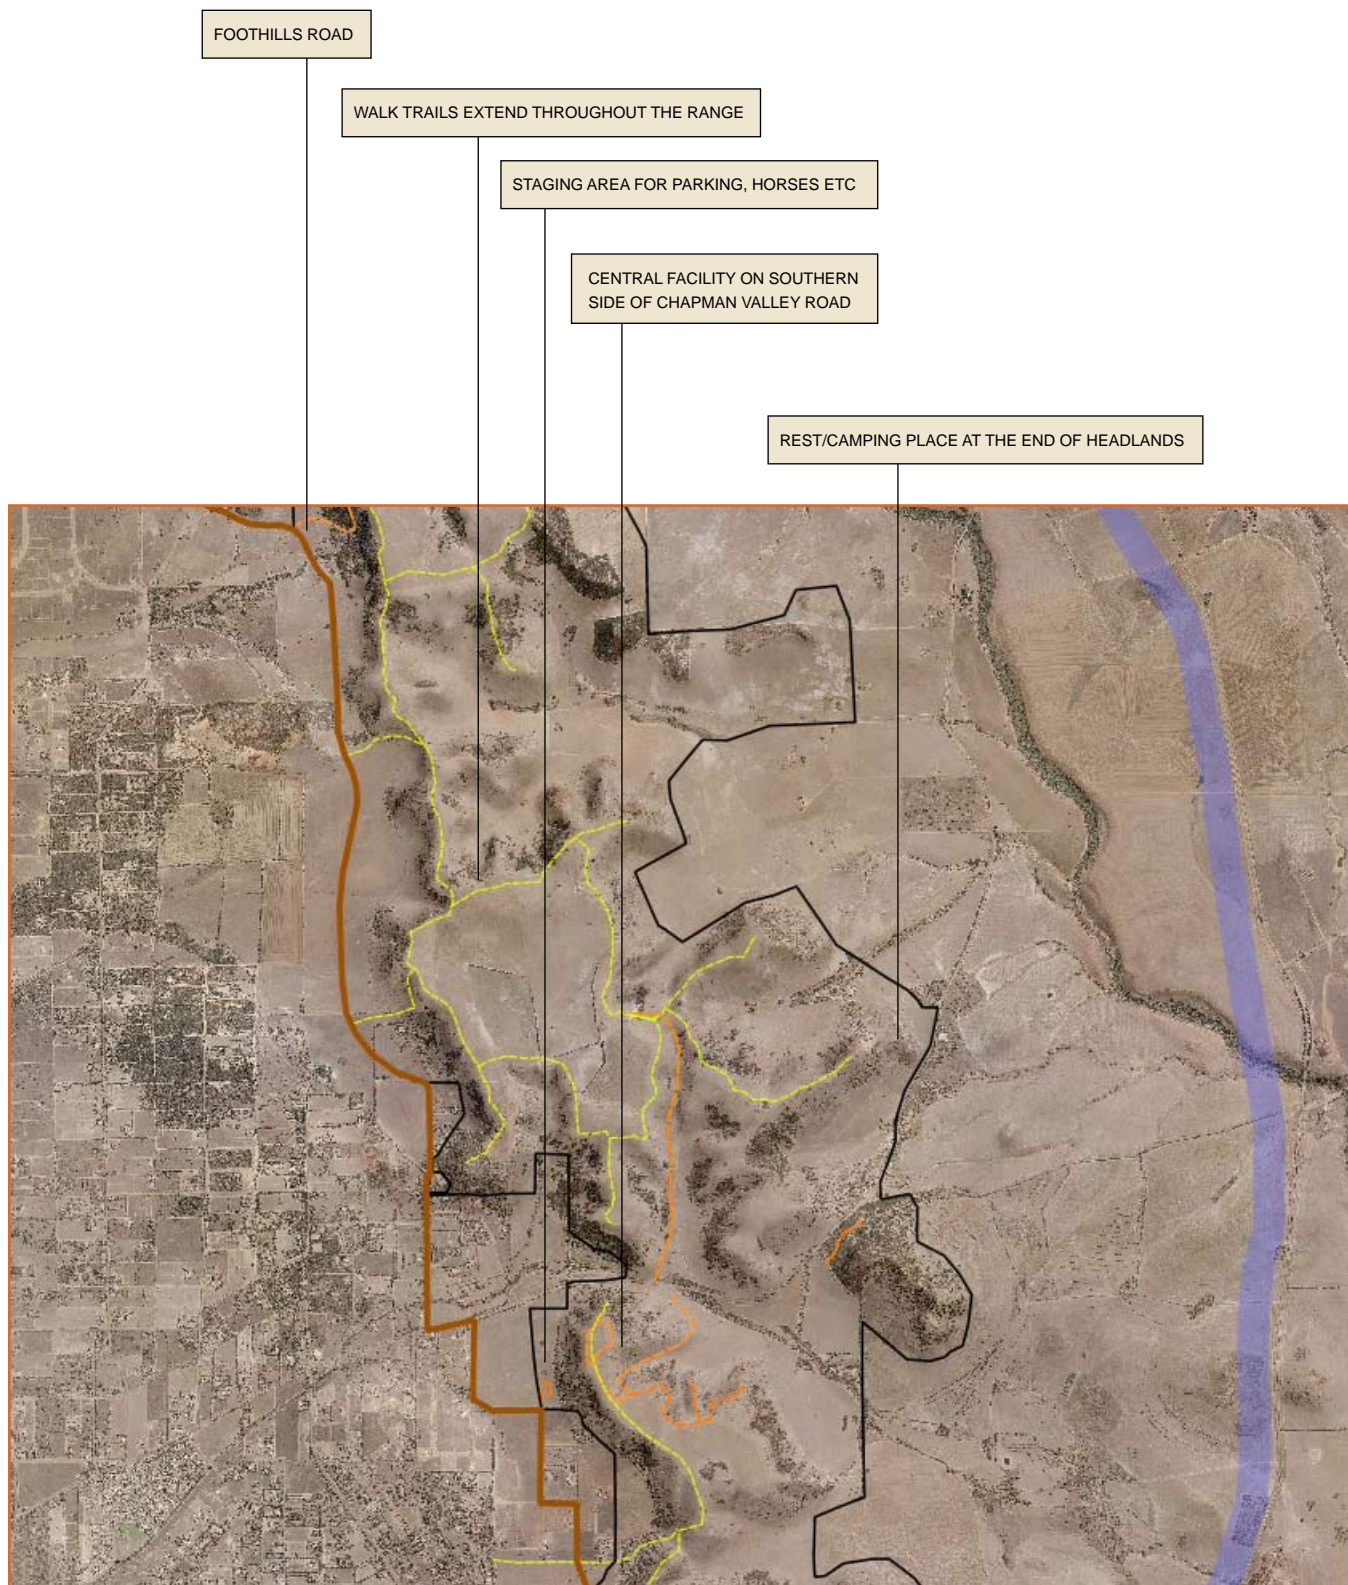 FOOTHILLS ROAD
WALK TRAILS EXTEND THROUGHOUT THE RANGE
STAGING AREA FOR PARKING, HORSES ETC
CENTRAL FACILITY ON SOUTHERN
SIDE OF CHAPMAN VALLEY ROAD
REST/CAMPING PLACE AT THE END OF HEADLANDS